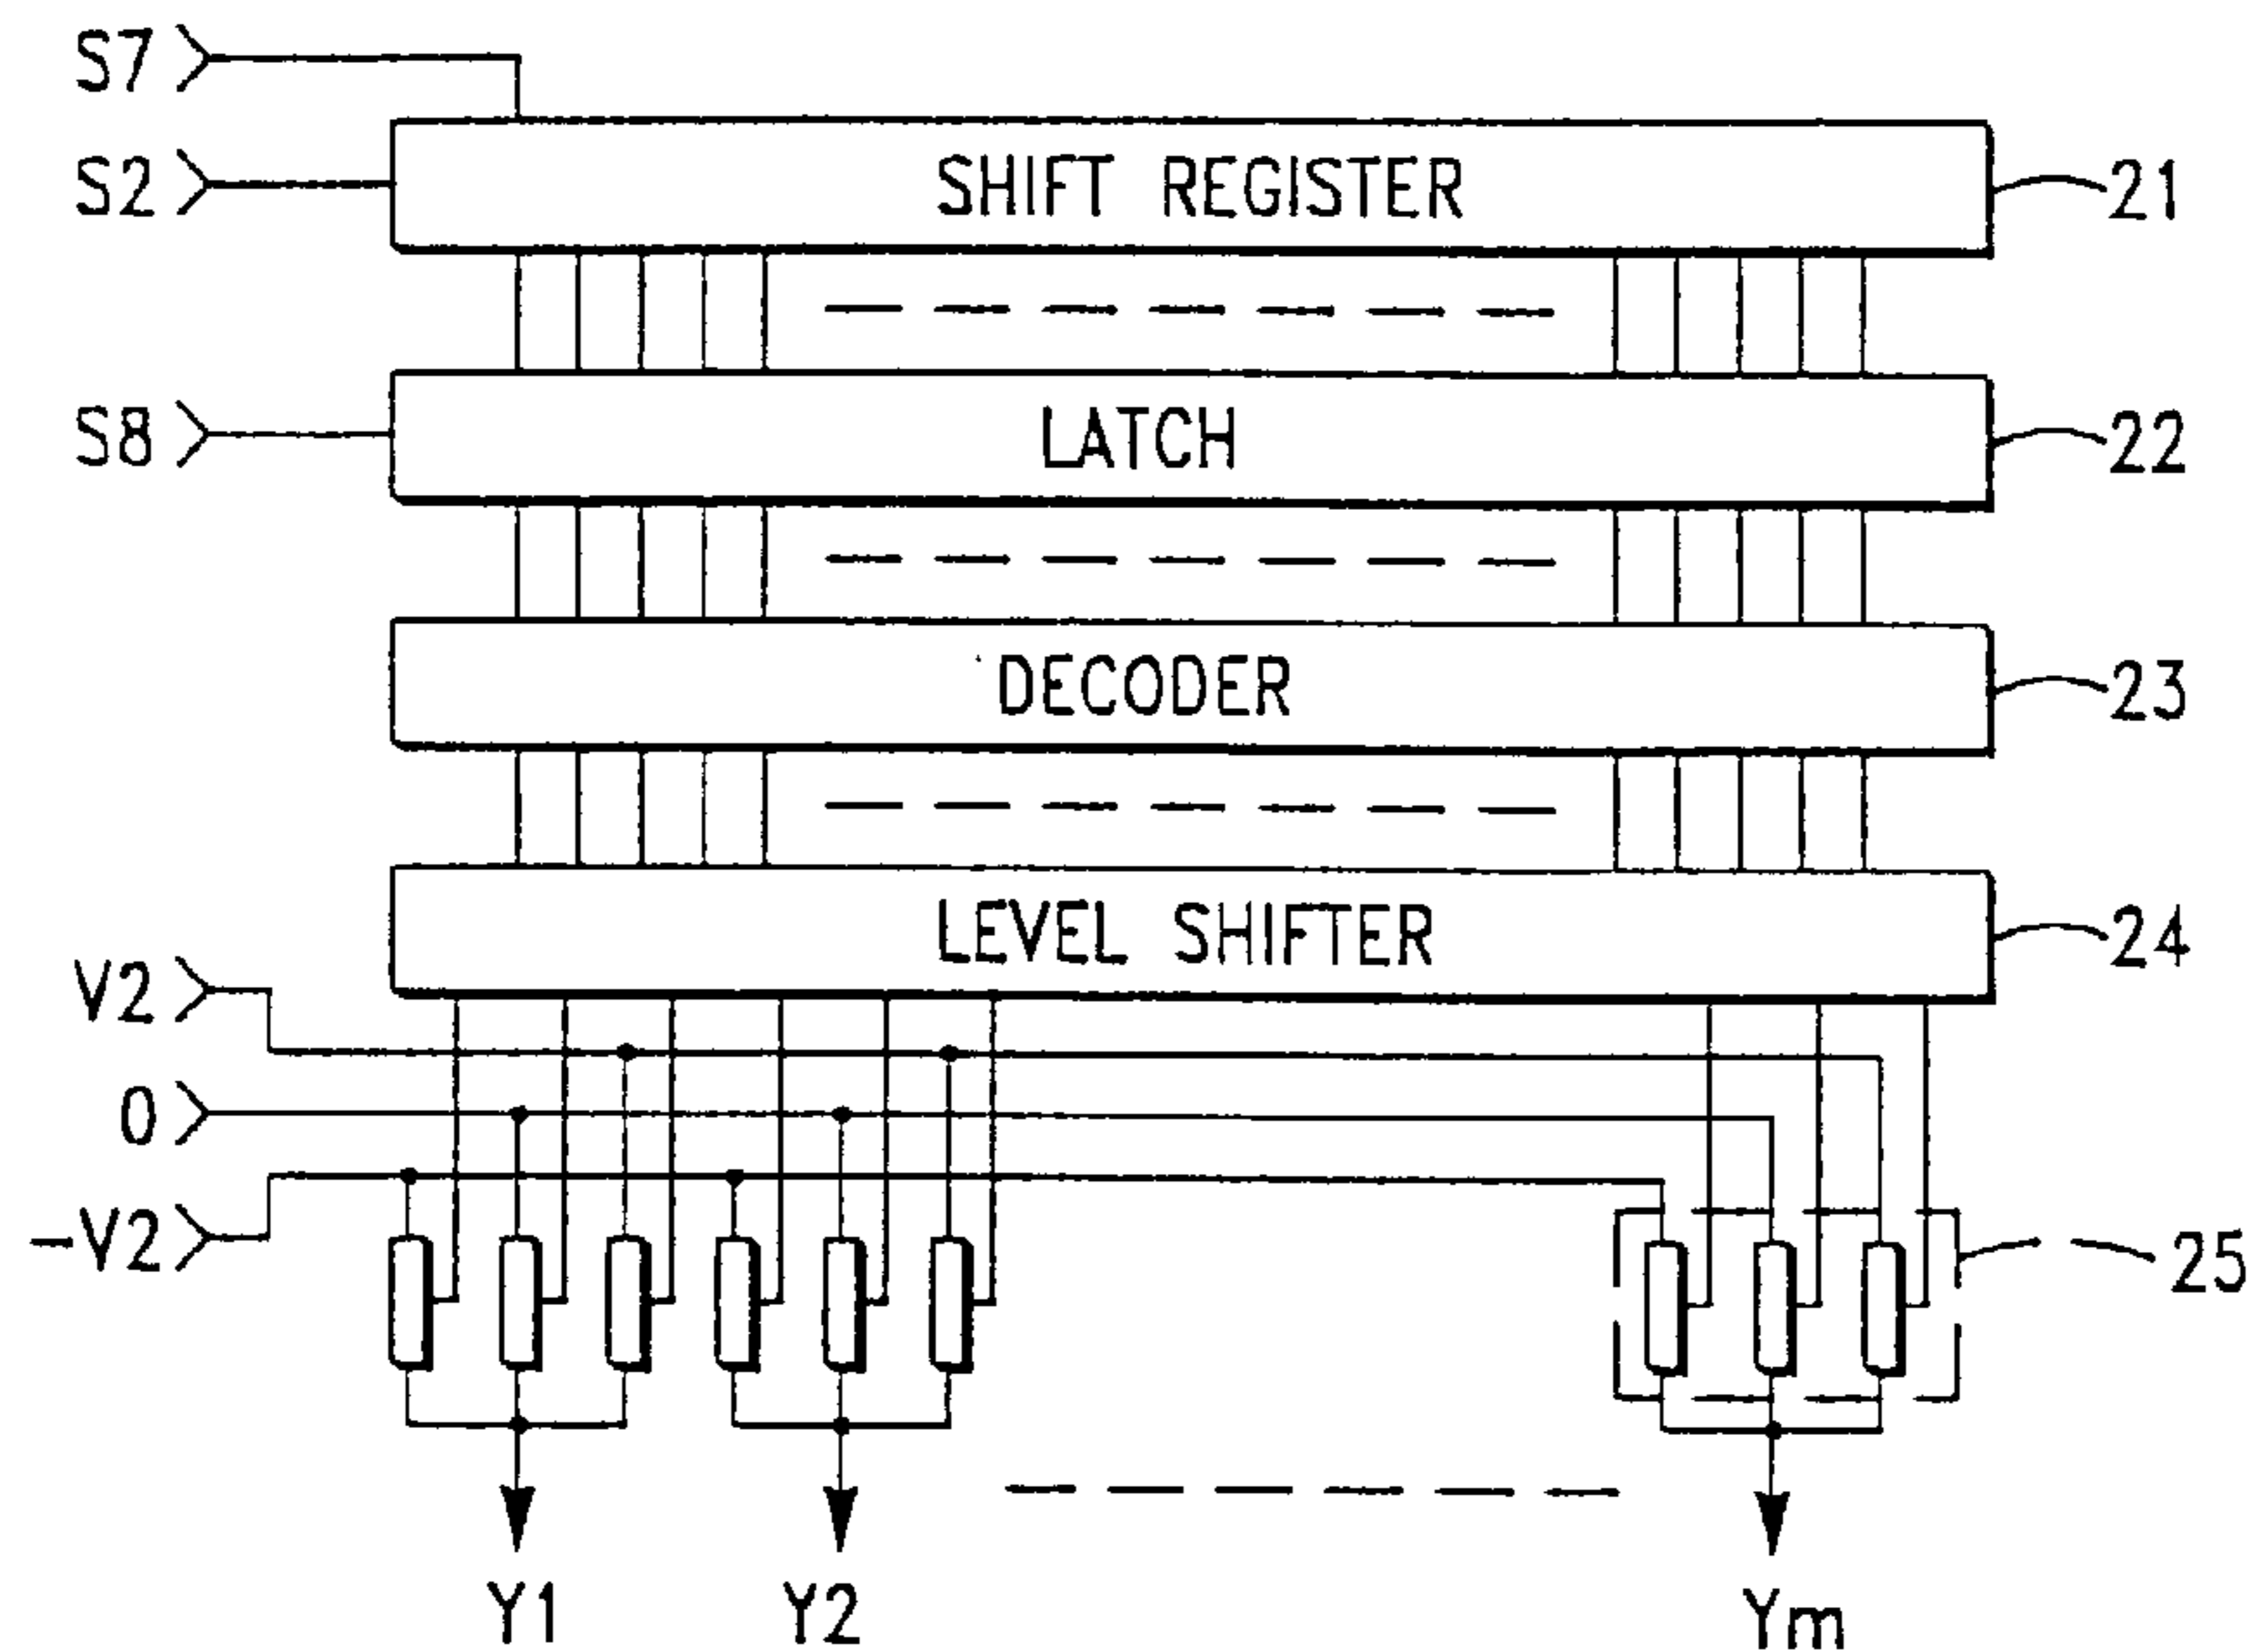 S7
S2
SHIFT REGISTER
21
S8
LATCH
22
DECODER
23
LEVEL SHIFTER
24
V2
0
-V2
25
Y1
Y2
Ym